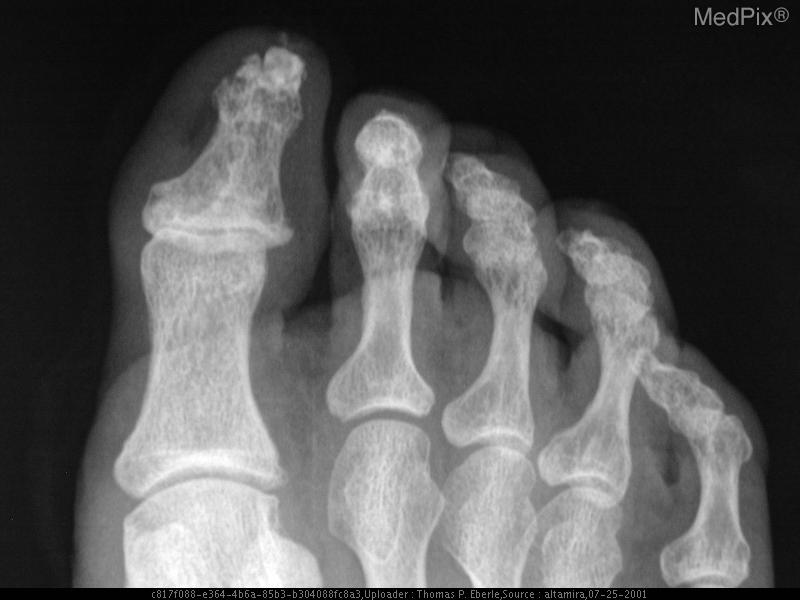 MedPix®
c817f088-e364-4b6a-85b3-b304088fc8a3,Uploader : Thomas P. Eberle,Source : altamira,07-25-2001